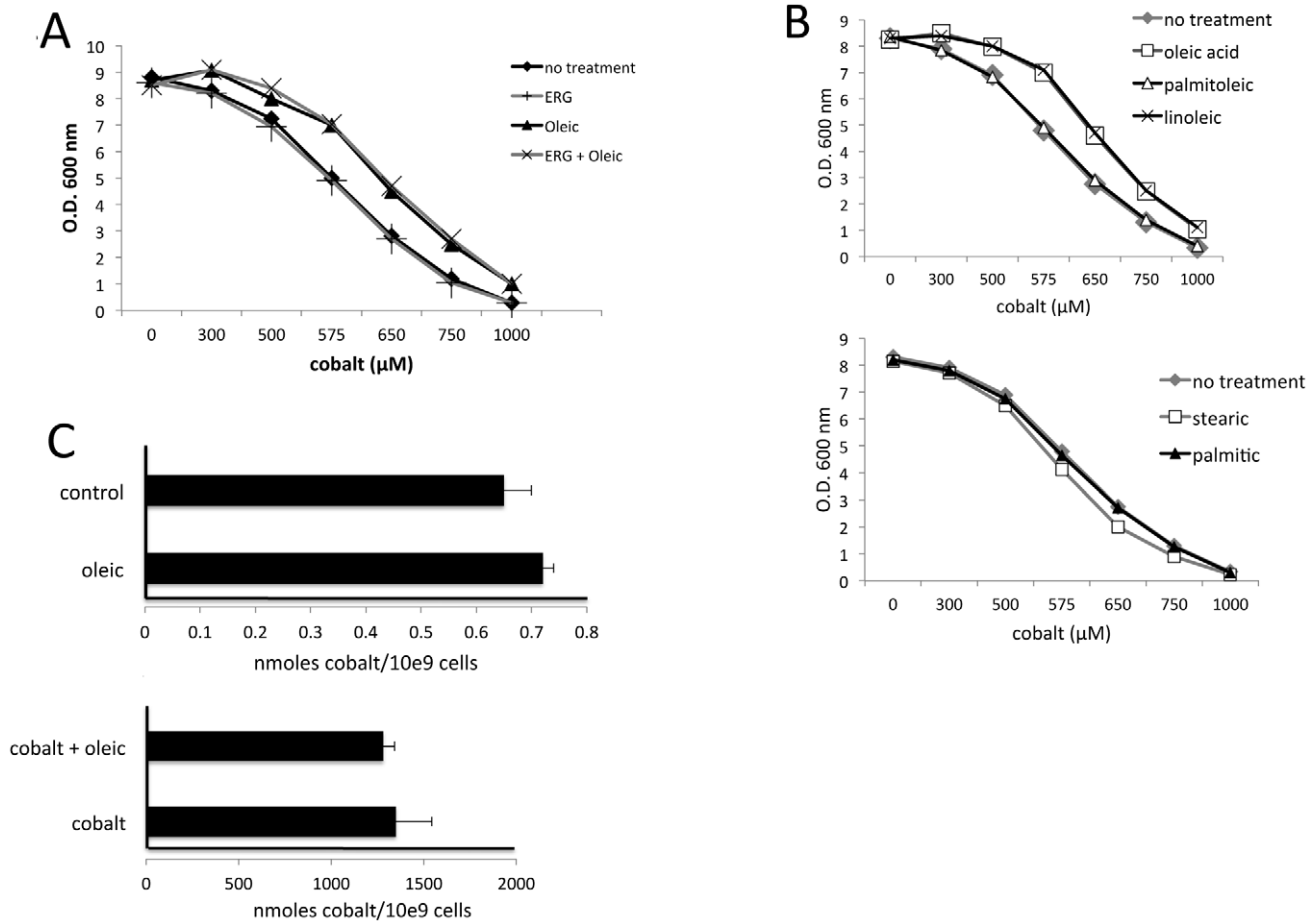 A
10
9
8
7
6
5
4
3
2
1
0
O.D. 600 nm
0 300 500 575 650 750 1000
cobalt (µM)
no treatment
ERG
Oleic
ERG + Oleic
B
9
8
7
6
5
4
3
2
1
0
O.D. 600 nm
0 300 500 575 650 750 1000
cobalt (µM)
no treatment
oleic acid
palmitoleic
linoleic
9
8
7
6
5
4
3
2
1
0
O.D. 600 nm
0 300 500 575 650 750 1000
cobalt (µM)
no treatment
stearic
palmitic
C
control
oleic
0 0.1 0.2 0.3 0.4 0.5 0.6 0.7 0.8
nmoles cobalt/10e9 cells
cobalt + oleic
cobalt
0 500 1000 1500 2000
nmoles cobalt/10e9 cells